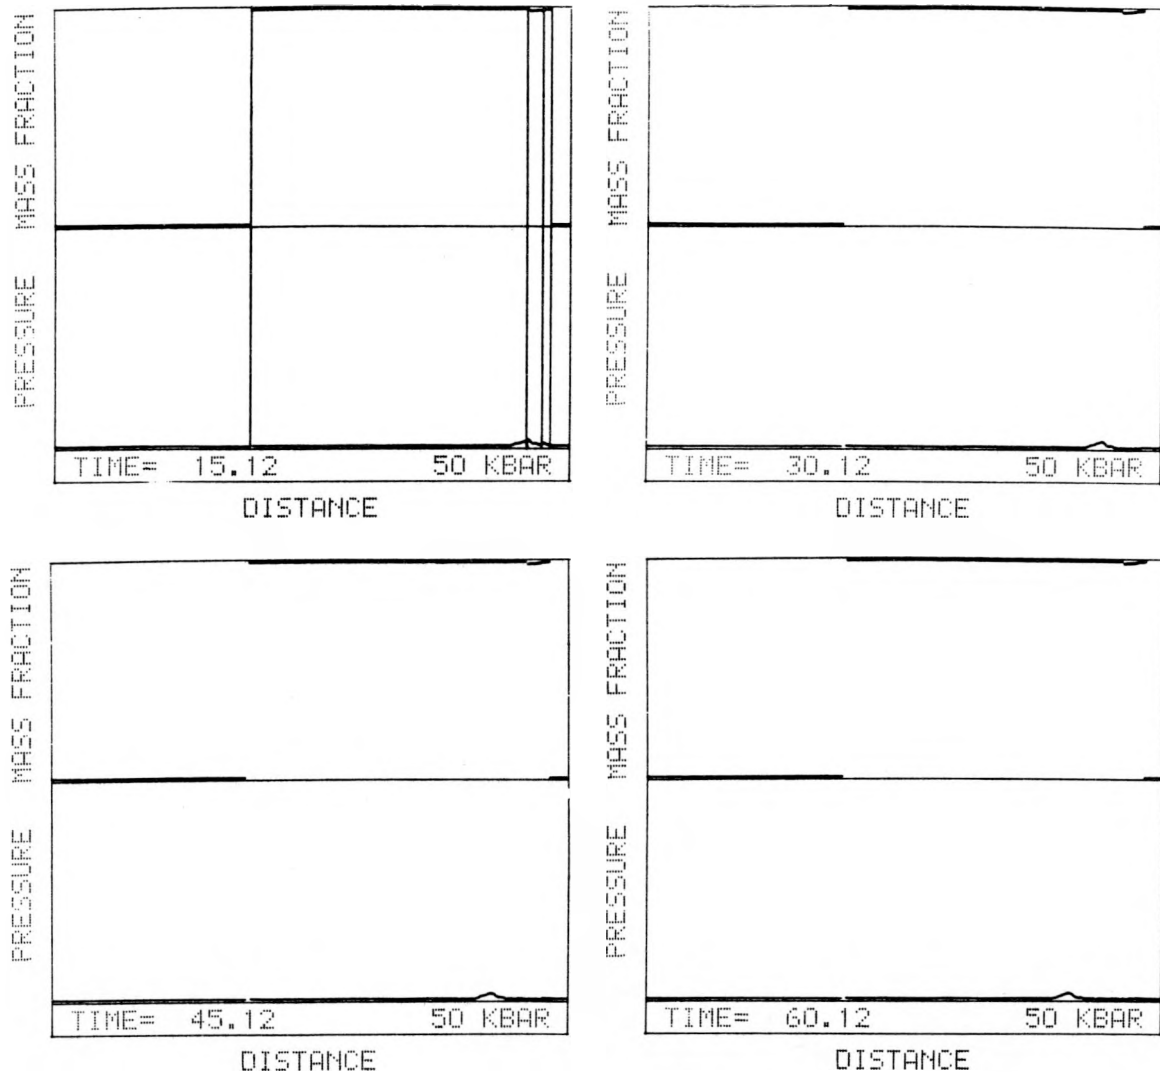 MASS FRACTION
PRESSURE
TIME= 15.12 50 KBAR
DISTANCE
MASS FRACTION
PRESSURE
TIME= 30.12 50 KBAR
DISTANCE
MASS FRACTION
PRESSURE
TIME= 45.12 50 KBAR
DISTANCE
MASS FRACTION
PRESSURE
TIME= 60.12 50 KBAR
DISTANCE